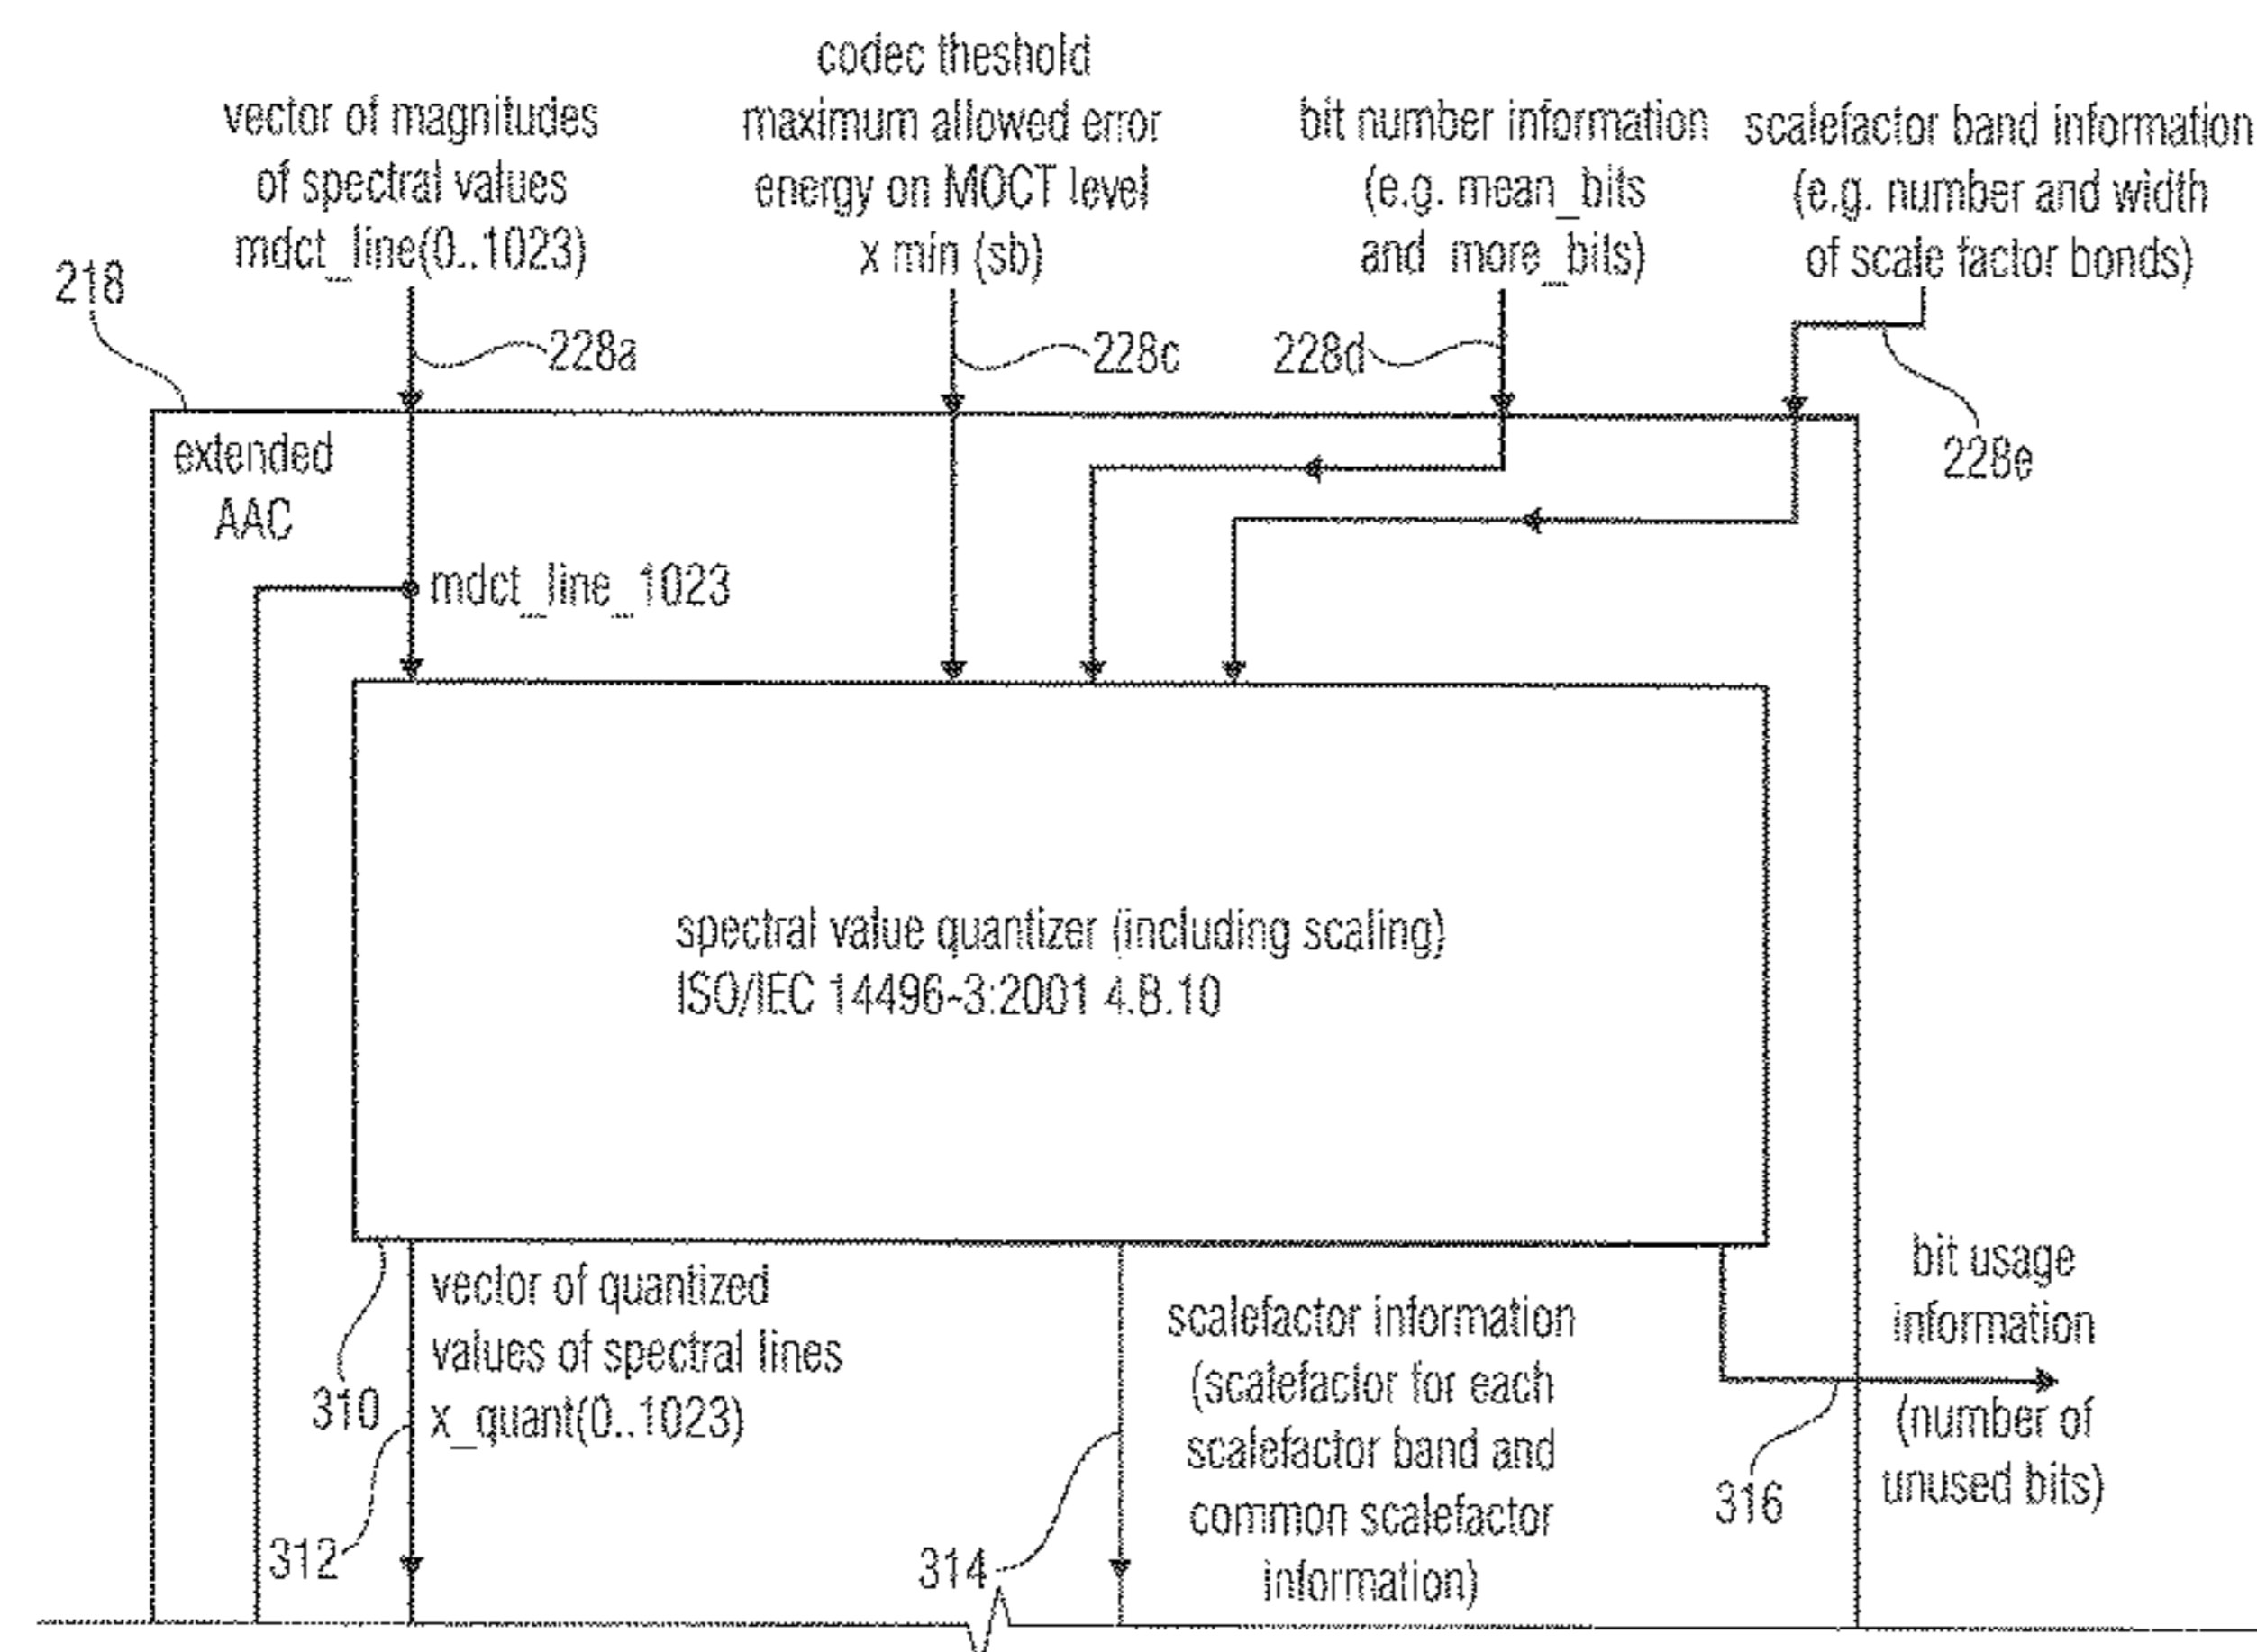 vector of magnitudes
of spectral values
mdct_line(0..1023)
codec theshold
maximum allowed error
energy on MOCT level
x min (sb)
bit number information
(e.g. mean_bits
and more_bits)
scalefactor band information
(e.g. number and width
of scale factor bonds)
218
228a
228c
228d
228e
extended
AAC
mdct_line_1023
spectral value quantizer (including scaling)
ISO/IEC 14496-3:2001 4.B.10
310
vector of quantized
values of spectral lines
x_quant(0..1023)
312
314
scalefactor information
(scalefactor for each
scalefactor band and
common scalefactor
information)
316
bit usage
information
(number of
unused bits)